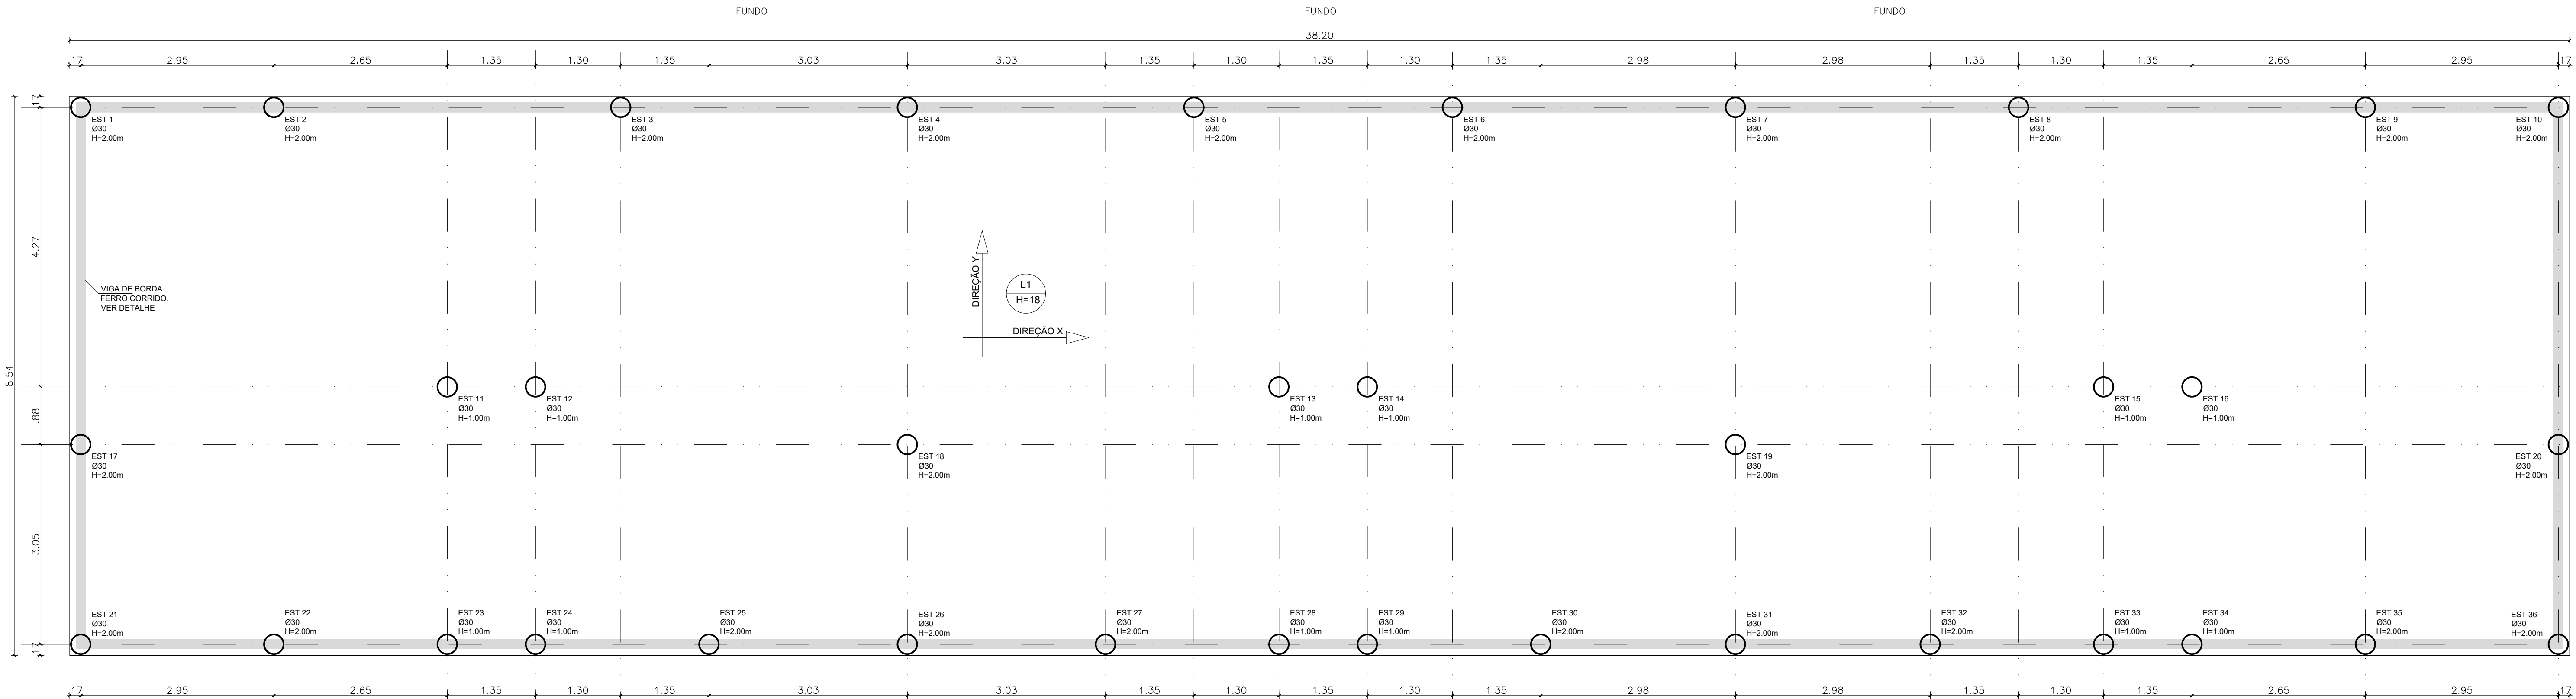 FUNDO
FUNDO
FUNDO
38.20
.17 2.95 2.65 1.35 1.30 1.35 3.03 3.03 1.35 1.30 1.35 1.30 1.35 2.98 2.98 1.35 1.30 1.35 2.65 2.95 .17
.17
EST 1
Ø30
H=2.00m
EST 2
Ø30
H=2.00m
EST 3
Ø30
H=2.00m
EST 4
Ø30
H=2.00m
EST 5
Ø30
H=2.00m
EST 6
Ø30
H=2.00m
EST 7
Ø30
H=2.00m
EST 8
Ø30
H=2.00m
EST 9
Ø30
H=2.00m
EST 10
Ø30
H=2.00m
4.27
VIGA DE BORDA.
FERRO CORRIDO.
VER DETALHE
DIREÇÃO Y
L1
H=18
DIREÇÃO X
8.54
.88
EST 11
Ø30
H=1.00m
EST 12
Ø30
H=1.00m
EST 13
Ø30
H=1.00m
EST 14
Ø30
H=1.00m
EST 15
Ø30
H=1.00m
EST 16
Ø30
H=1.00m
EST 17
Ø30
H=2.00m
EST 18
Ø30
H=2.00m
EST 19
Ø30
H=2.00m
EST 20
Ø30
H=2.00m
3.05
EST 21
Ø30
H=2.00m
EST 22
Ø30
H=2.00m
EST 23
Ø30
H=1.00m
EST 24
Ø30
H=1.00m
EST 25
Ø30
H=2.00m
EST 26
Ø30
H=2.00m
EST 27
Ø30
H=2.00m
EST 28
Ø30
H=1.00m
EST 29
Ø30
H=1.00m
EST 30
Ø30
H=2.00m
EST 31
Ø30
H=2.00m
EST 32
Ø30
H=2.00m
EST 33
Ø30
H=1.00m
EST 34
Ø30
H=1.00m
EST 35
Ø30
H=2.00m
EST 36
Ø30
H=2.00m
.17
.17 2.95 2.65 1.35 1.30 1.35 3.03 3.03 1.35 1.30 1.35 1.30 1.35 2.98 2.98 1.35 1.30 1.35 2.65 2.95 .17